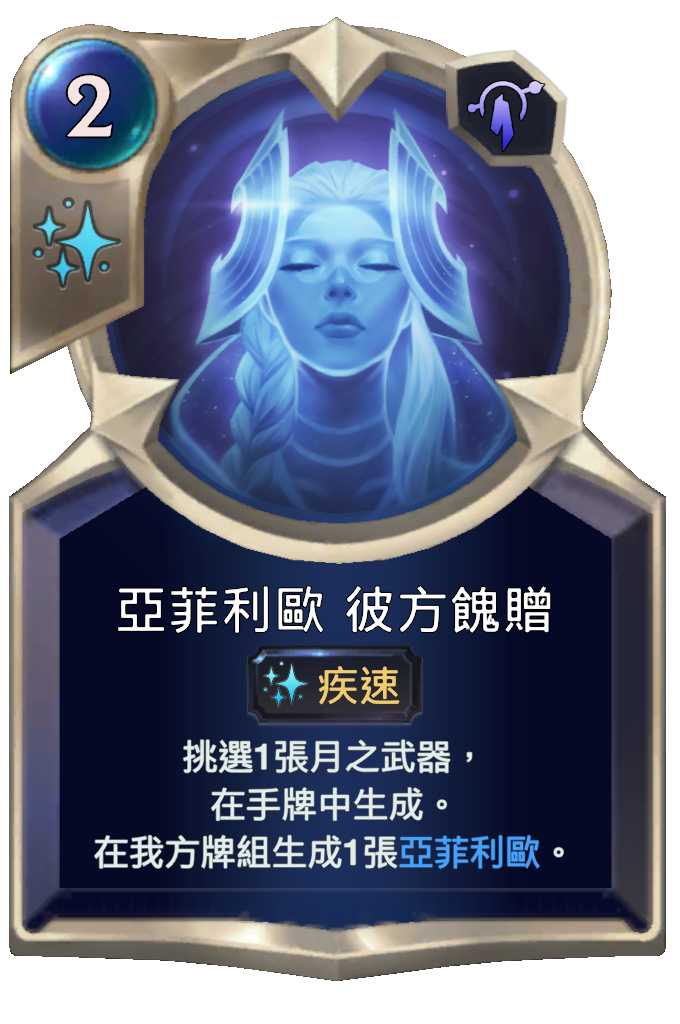 2
亞菲利歐 彼方餽贈
疾速
挑選1張月之武器，
在手牌中生成。
在我方牌組生成1張亞菲利歐。